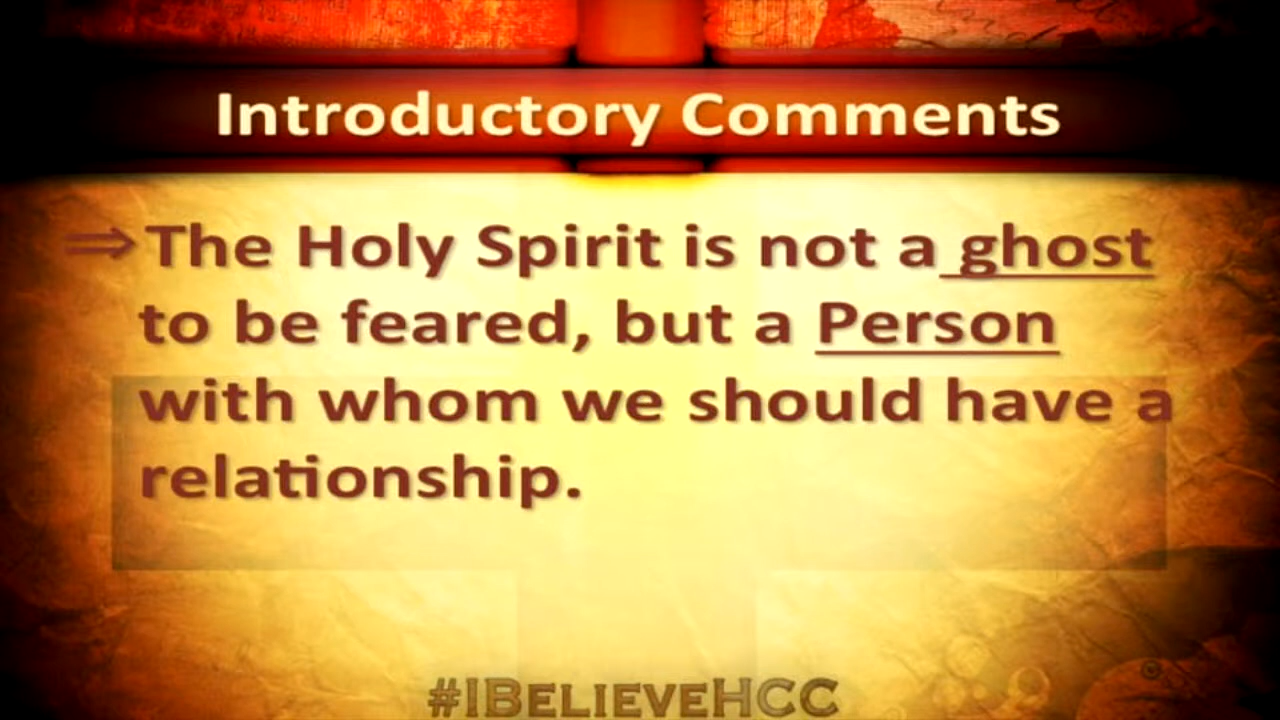 Introductory Comments
⇒The Holy Spirit is not a ghost
to be feared, but a Person
with whom we should have a
relationship.
#IBELIEVEHCC